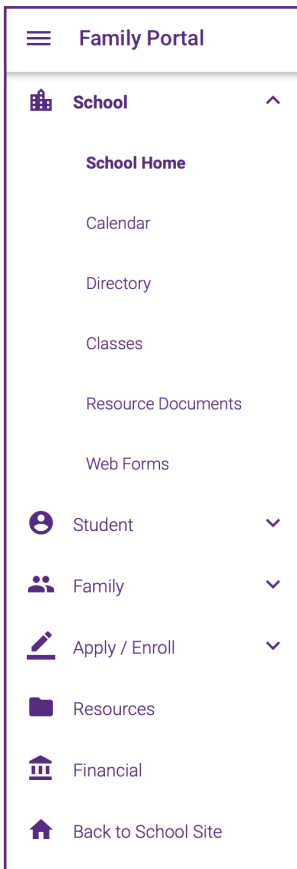 Family Portal
School
School Home
Calendar
Directory
Classes
Resource Documents
Web Forms
Student
Family
Apply / Enroll
Resources
Financial
Back to School Site